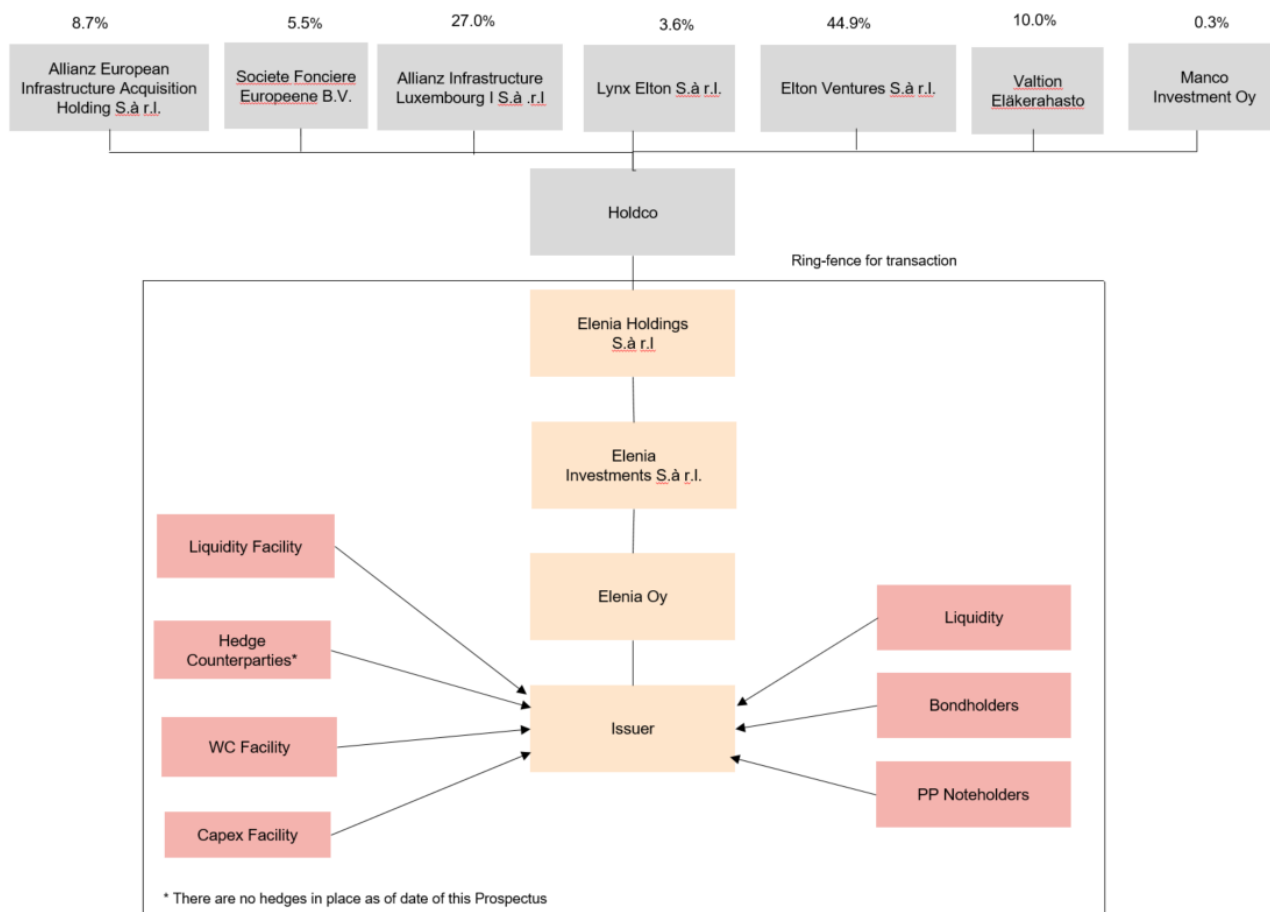 8.7%
5.5%
27.0%
3.6%
44.9%
10.0%
0.3%
Allianz European
Infrastructure Acquisition
Holding S.à r.l.
Societe Fonciere
Europeene B.V.
Allianz Infrastructure
Luxembourg I S.à .r.l
Lynx Elton S.à r.l.
Elton Ventures S.à r.l.
Valtion
Eläkerahasto
Manco
Investment Oy
Holdco
Ring-fence for transaction
Elenia Holdings
S.à r.l
Elenia
Investments S.à r.l.
Liquidity Facility
Elenia Oy
Liquidity
Hedge
Counterparties*
Bondholders
Issuer
WC Facility
PP Noteholders
Capex Facility
* There are no hedges in place as of date of this Prospectus